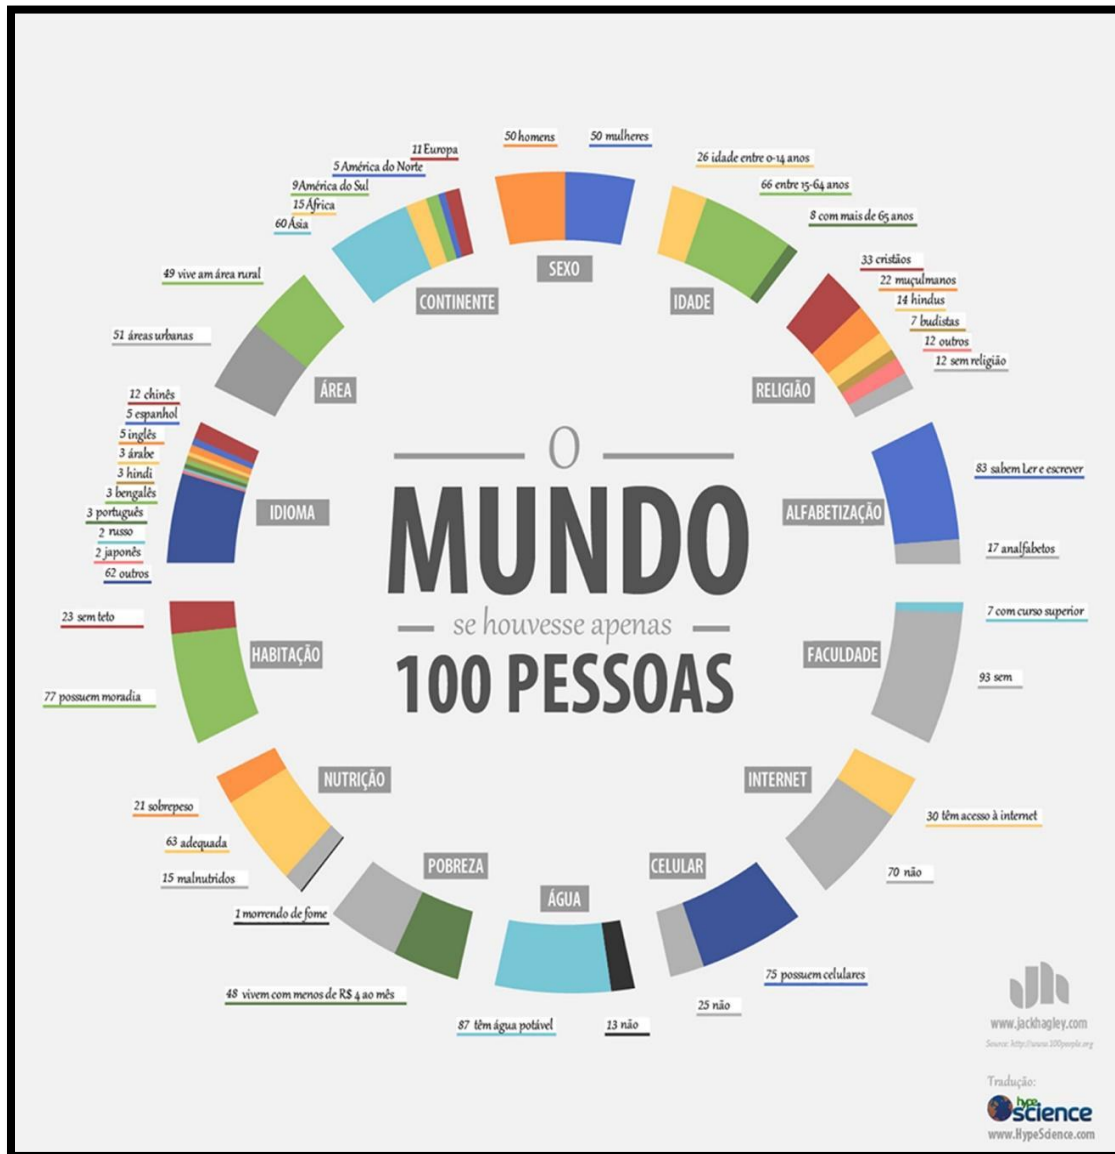 O
MUNDO
se houvesse apenas
100 PESSOAS
50 homens
50 mulheres
SEXO
26 idade entre 0-14 anos
66 entre 15-64 anos
8 com mais de 65 anos
IDADE
33 cristãos
22 muçulmanos
14 hindus
7 budistas
12 outros
12 sem religião
RELIGIÃO
83 sabem Ler e escrever
17 analfabetos
ALFABETIZAÇÃO
7 com curso superior
93 sem
FACULDADE
30 têm acesso à internet
70 não
INTERNET
75 possuem celulares
25 não
CELULAR
87 têm água potável
13 não
ÁGUA
48 vivem com menos de R$ 4 ao mês
POBREZA
21 sobrepeso
63 adequada
15 malnutridos
1 morrendo de fome
NUTRIÇÃO
23 sem teto
77 possuem moradia
HABITAÇÃO
12 chinês
5 espanhol
5 inglês
3 árabe
3 hindi
3 bengalês
3 português
2 russo
2 japonês
62 outros
IDIOMA
49 vive am área rural
51 áreas urbanas
ÁREA
11 Europa
5 América do Norte
9 América do Sul
15 África
60 Ásia
CONTINENTE
www.jackhagley.com
Source: http://www.100people.org
Tradução:
hype
science
www.HypeScience.com